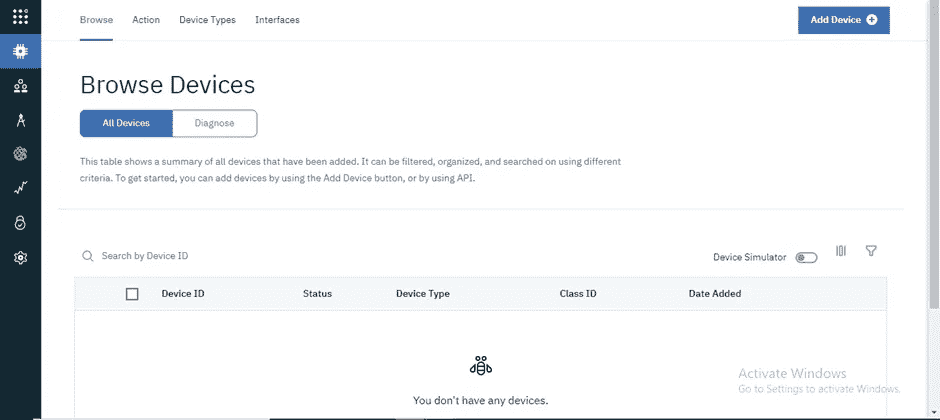 Browse Action Device Types Interfaces Add Device
Browse Devices
All Devices Diagnose
This table shows a summary of all devices that have been added. It can be filtered, organized, and searched on using different
criteria. To get started, you can add devices by using the Add Device button, or by using API.
Search by Device ID Device Simulator
Device ID Status Device Type Class ID Date Added
Activate Windows
Go to Settings to activate Windows.
You don't have any devices.